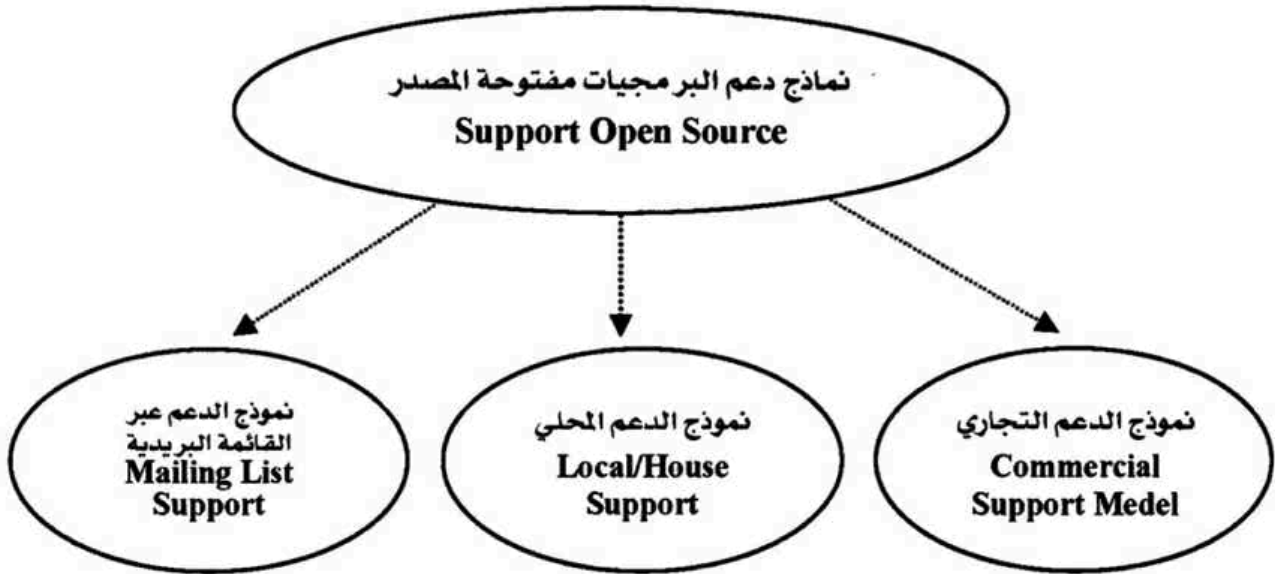 نماذج دعم البرمجيات مفتوحة المصدر
Support Open Source
نموذج الدعم التجاري
Commercial
Support Medel
نموذج الدعم المحلي
Local/House
Support
نموذج الدعم عبر
القائمة البريدية
Mailing List
Support